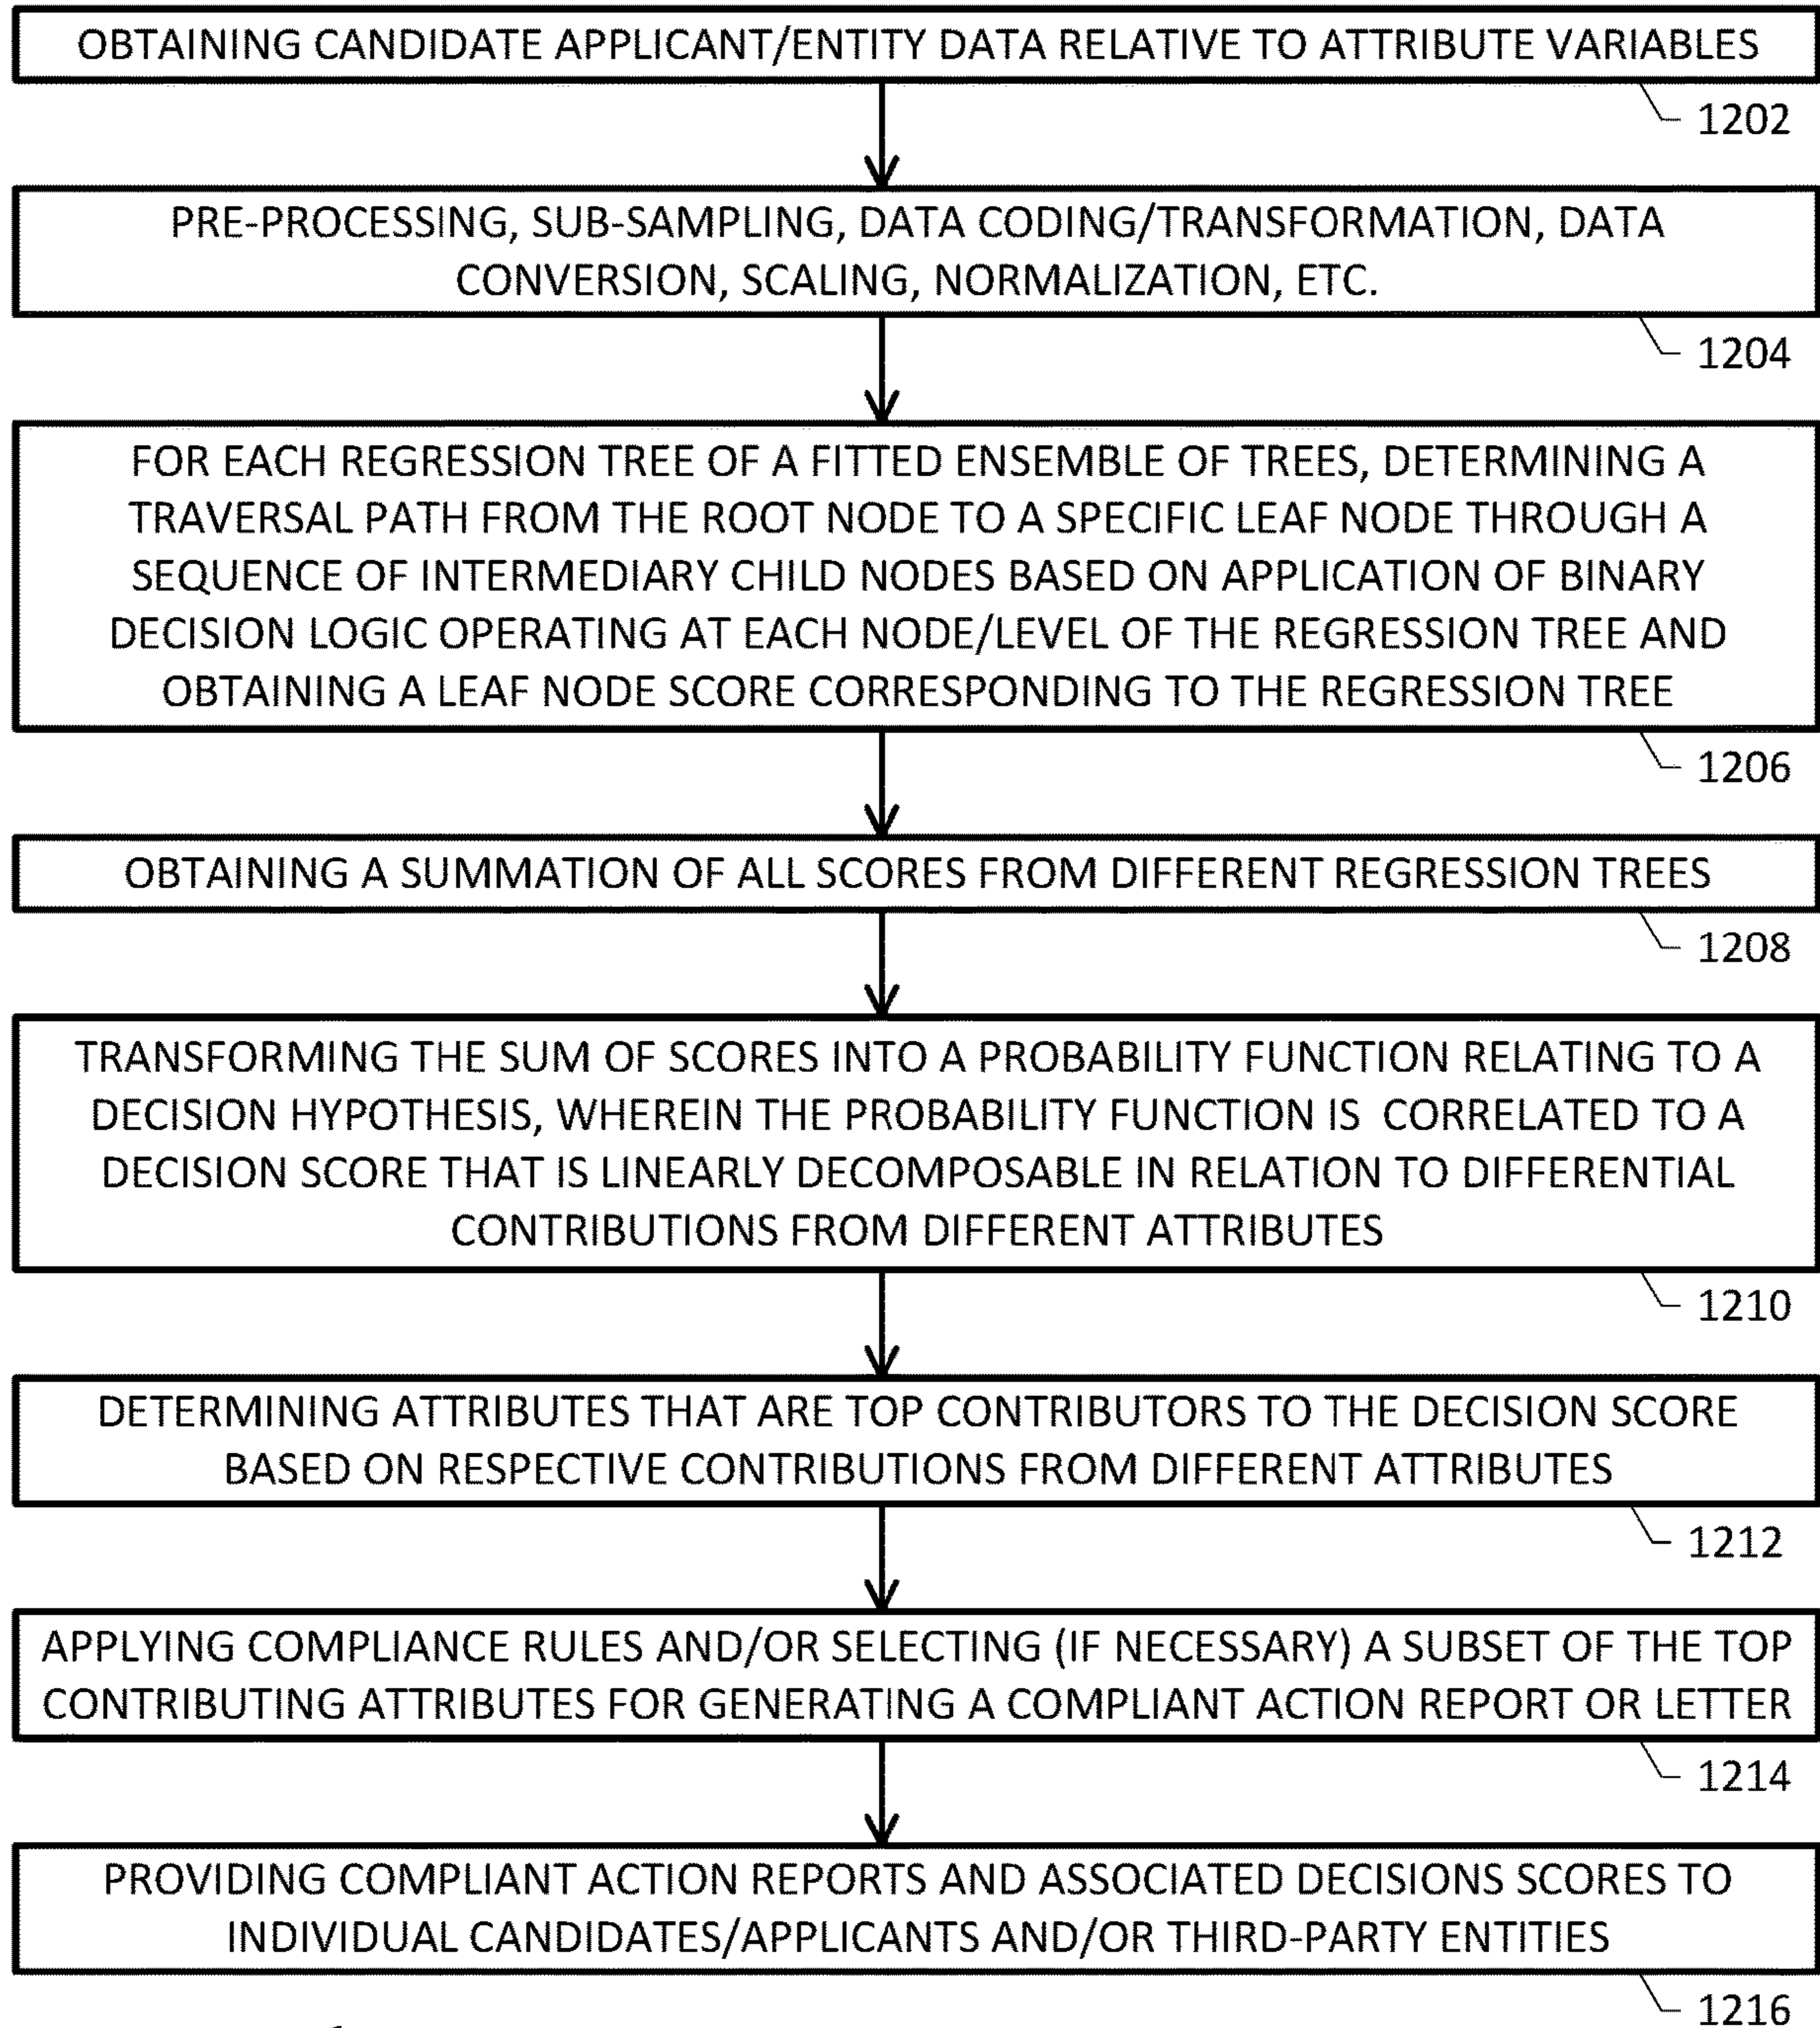 OBTAINING CANDIDATE APPLICANT/ENTITY DATA RELATIVE TO ATTRIBUTE VARIABLES
1202
PRE-PROCESSING, SUB-SAMPLING, DATA CODING/TRANSFORMATION, DATA
CONVERSION, SCALING, NORMALIZATION, ETC.
1204
FOR EACH REGRESSION TREE OF A FITTED ENSEMBLE OF TREES, DETERMINING A
TRAVERSAL PATH FROM THE ROOT NODE TO A SPECIFIC LEAF NODE THROUGH A
SEQUENCE OF INTERMEDIARY CHILD NODES BASED ON APPLICATION OF BINARY
DECISION LOGIC OPERATING AT EACH NODE/LEVEL OF THE REGRESSION TREE AND
OBTAINING A LEAF NODE SCORE CORRESPONDING TO THE REGRESSION TREE
1206
OBTAINING A SUMMATION OF ALL SCORES FROM DIFFERENT REGRESSION TREES
1208
TRANSFORMING THE SUM OF SCORES INTO A PROBABILITY FUNCTION RELATING TO A
DECISION HYPOTHESIS, WHEREIN THE PROBABILITY FUNCTION IS CORRELATED TO A
DECISION SCORE THAT IS LINEARLY DECOMPOSABLE IN RELATION TO DIFFERENTIAL
CONTRIBUTIONS FROM DIFFERENT ATTRIBUTES
1210
DETERMINING ATTRIBUTES THAT ARE TOP CONTRIBUTORS TO THE DECISION SCORE
BASED ON RESPECTIVE CONTRIBUTIONS FROM DIFFERENT ATTRIBUTES
1212
APPLYING COMPLIANCE RULES AND/OR SELECTING (IF NECESSARY) A SUBSET OF THE TOP
CONTRIBUTING ATTRIBUTES FOR GENERATING A COMPLIANT ACTION REPORT OR LETTER
1214
PROVIDING COMPLIANT ACTION REPORTS AND ASSOCIATED DECISIONS SCORES TO
INDIVIDUAL CANDIDATES/APPLICANTS AND/OR THIRD-PARTY ENTITIES
1216